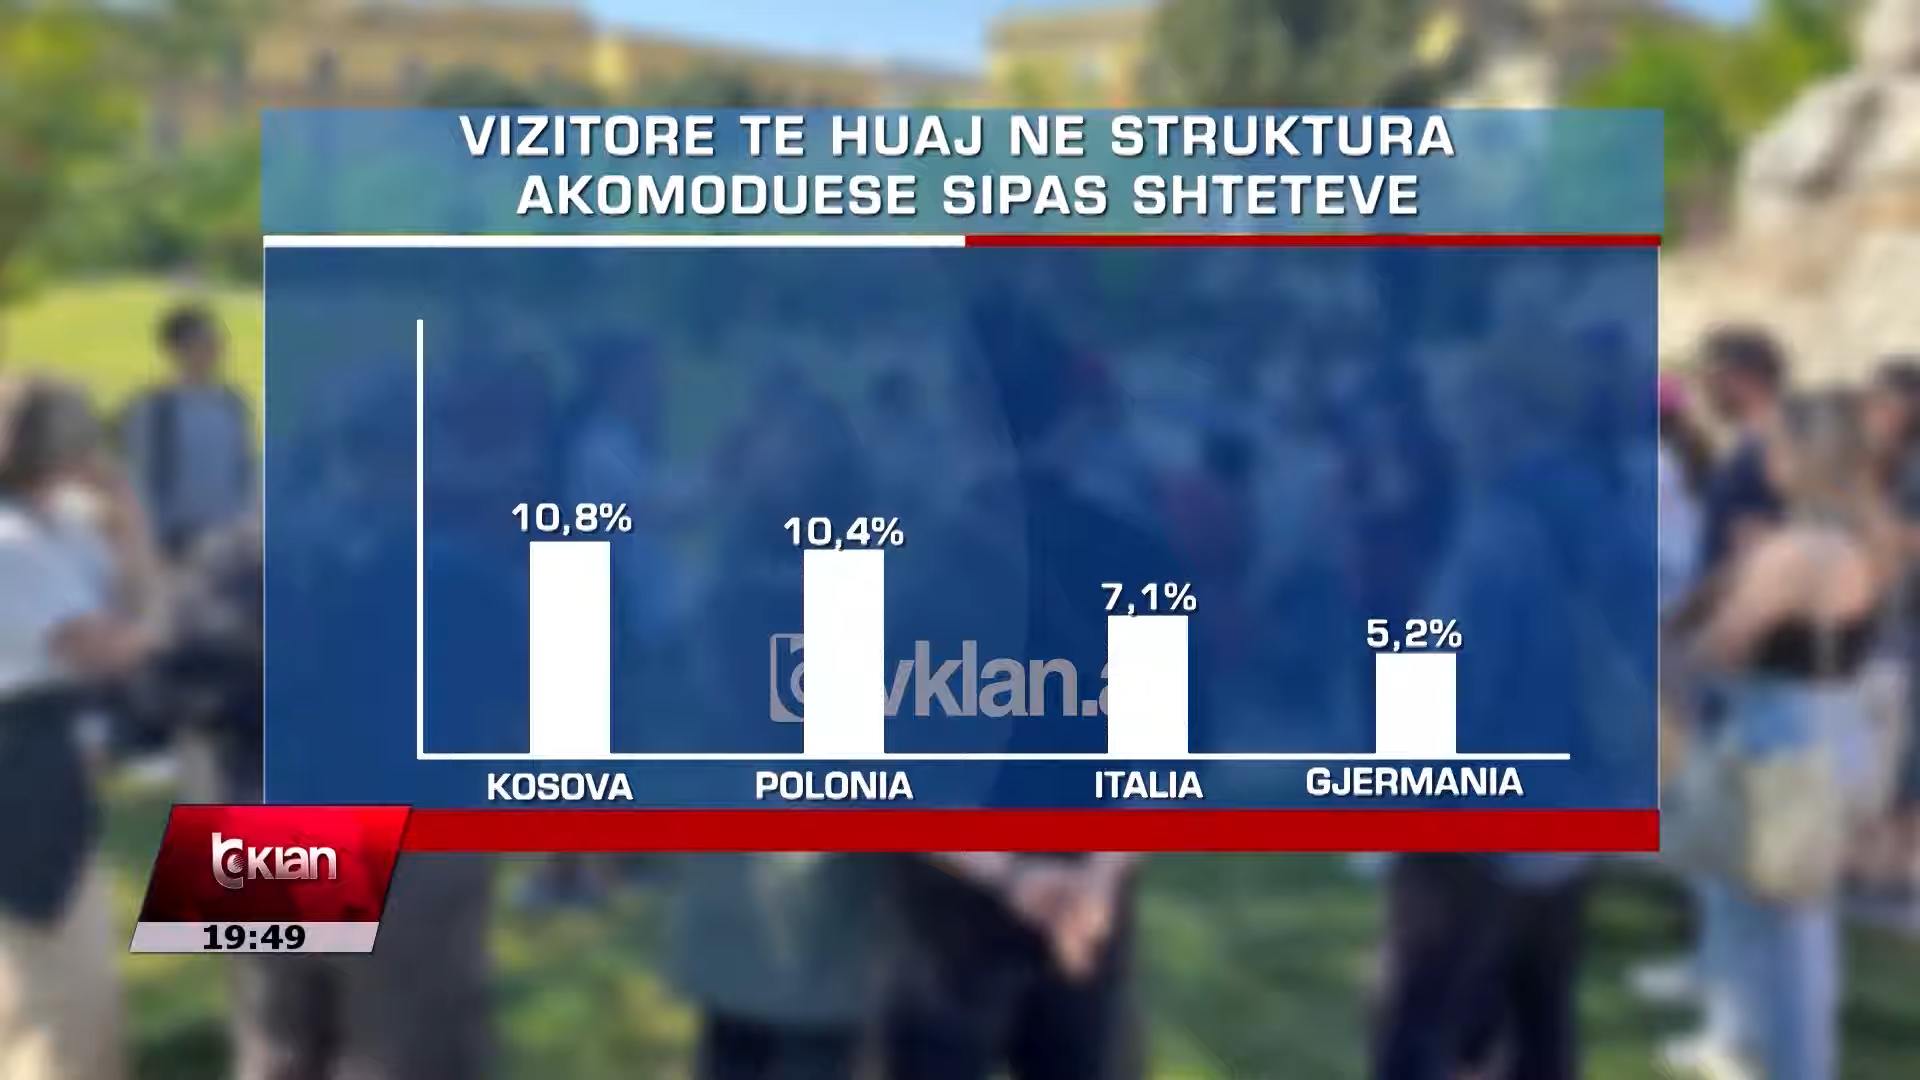 VIZITORE TE HUAJ NE STRUKTURA
AKOMODUESE SIPAS SHTETEVE
10,8%
10,4%
7,1%
5,2%
KOSOVA
POLONIA
ITALIA
GJERMANIA
tvklan.a
klan
19:49